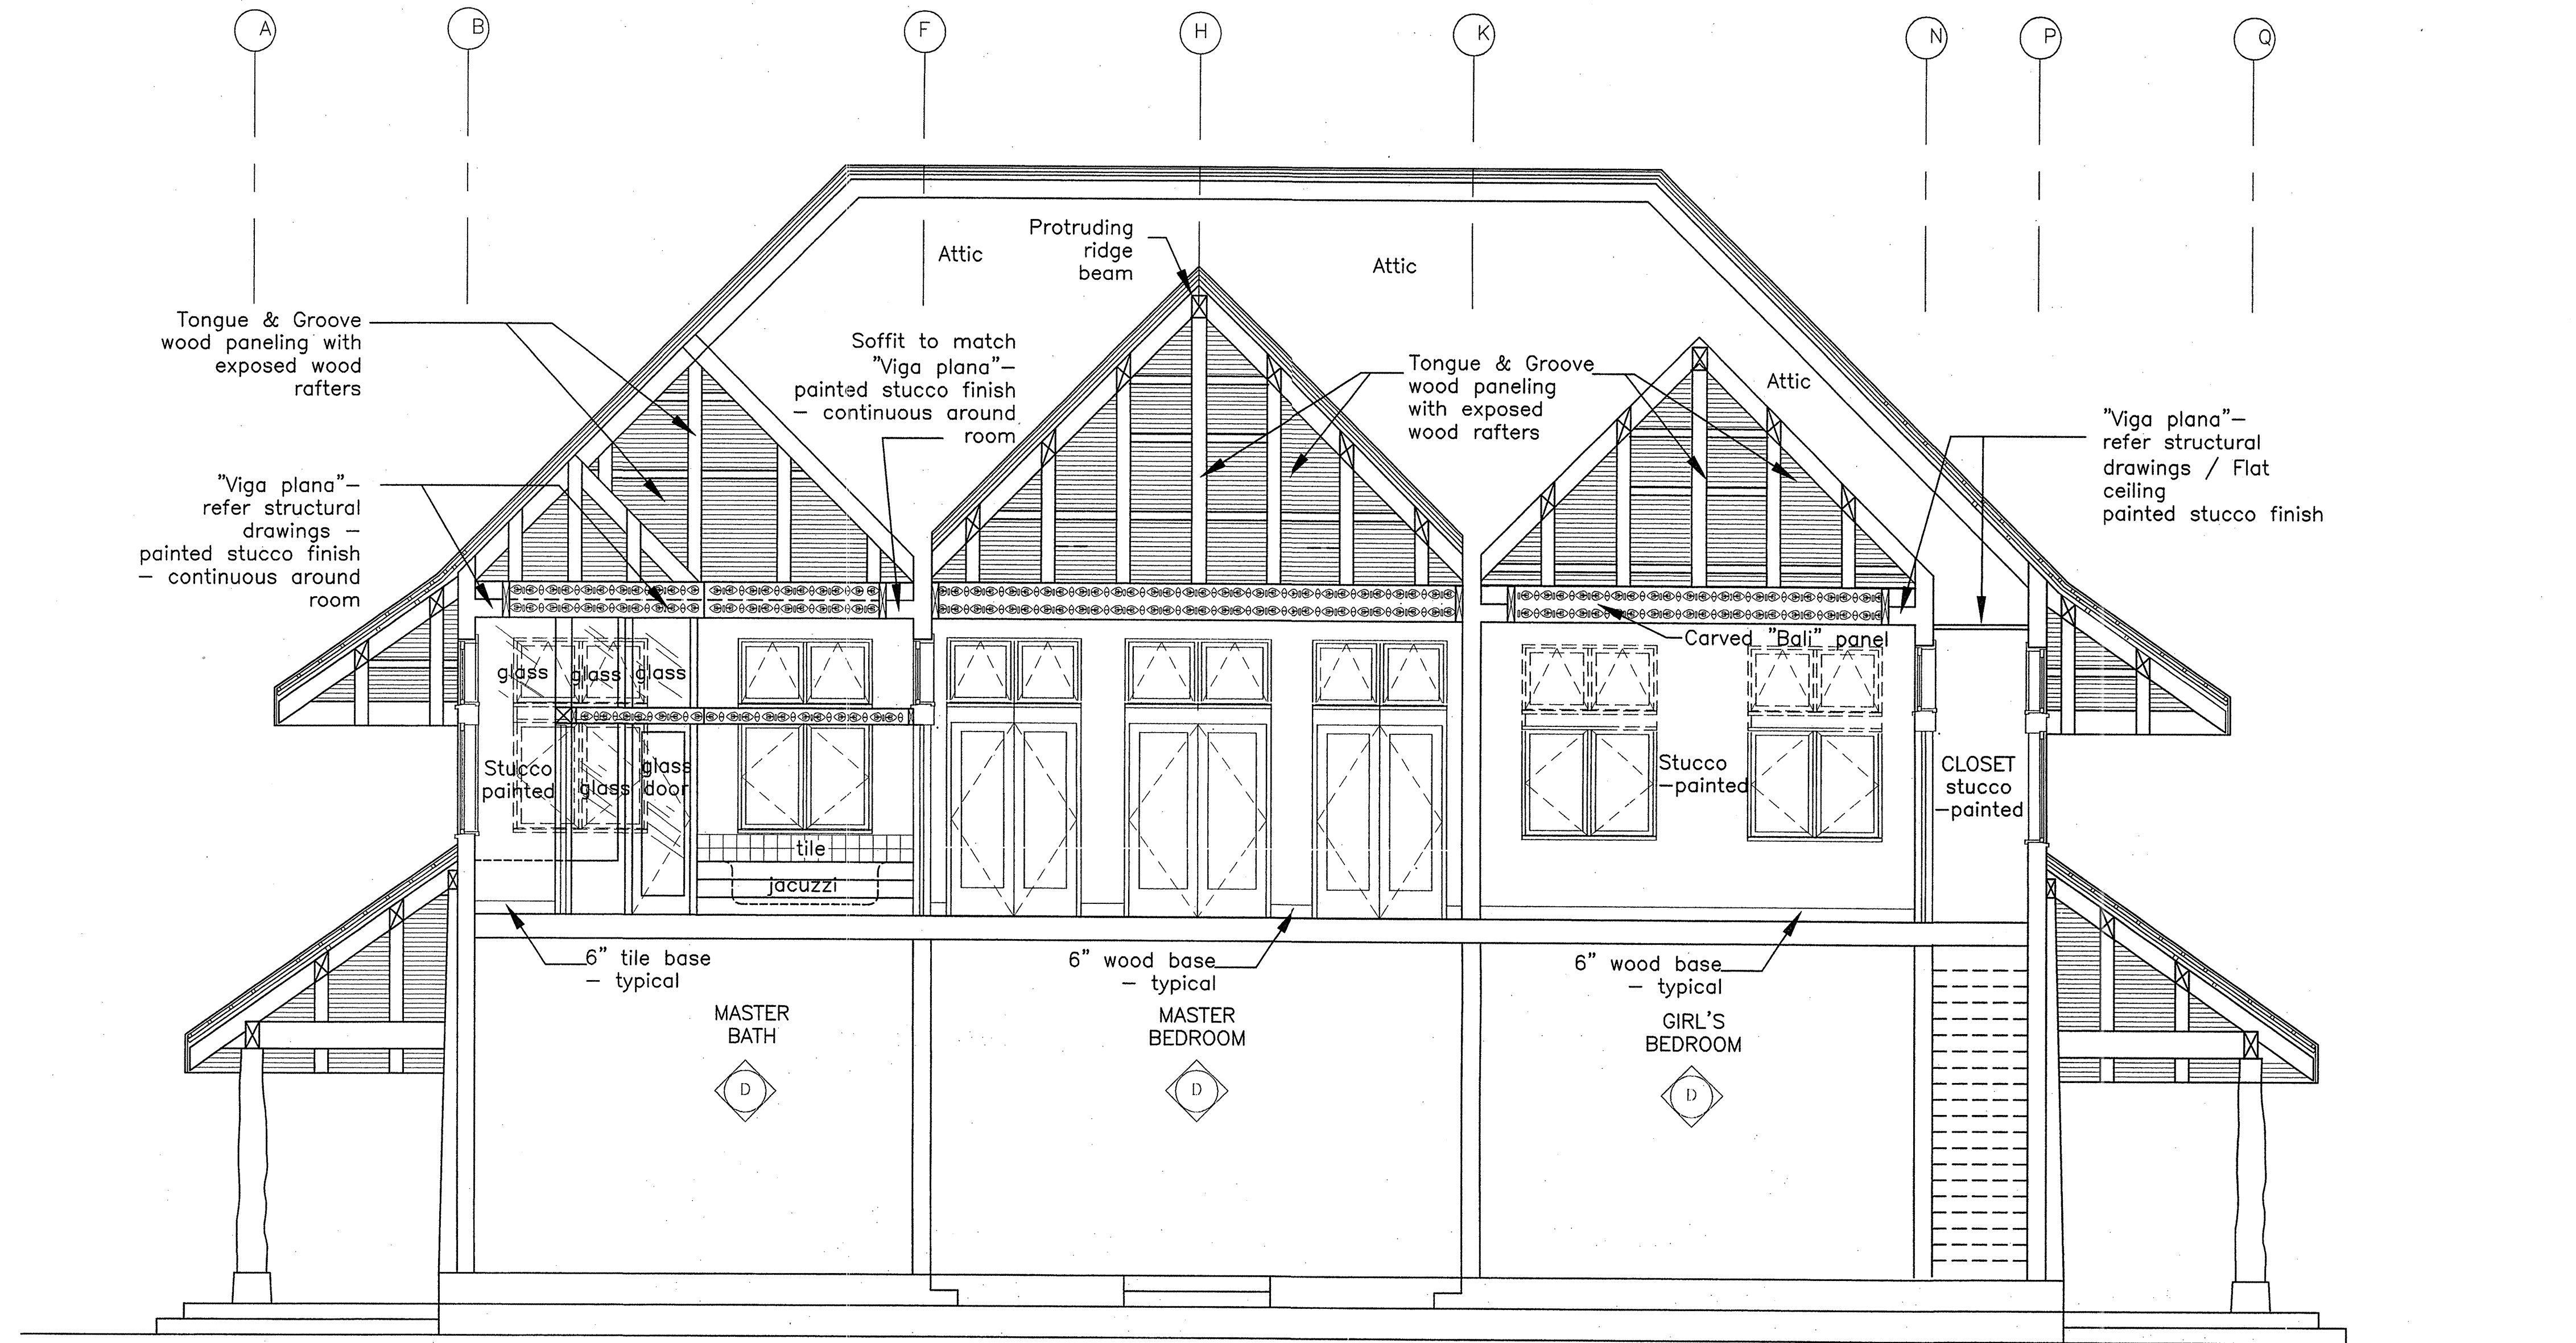 A
B
F
H
K
N
P
Q
Protruding
ridge
beam
Attic
Attic
Attic
Tongue & Groove
wood paneling with
exposed wood
rafters
Soffit to match
"Viga plana"–
painted stucco finish
– continuous around
room
Tongue & Groove
wood paneling
with exposed
wood rafters
"Viga plana"–
refer structural
drawings / Flat
ceiling
painted stucco finish
"Viga plana"–
refer structural
drawings –
painted stucco finish
– continuous around
room
Carved "Bali" panel
glass
glass
glass
Stucco
painted
glass
glass
door
tile
jacuzzi
Stucco
–painted
CLOSET
stucco
–painted
6" tile base
– typical
6" wood base
– typical
6" wood base
– typical
MASTER
BATH
D
MASTER
BEDROOM
D
GIRL'S
BEDROOM
D